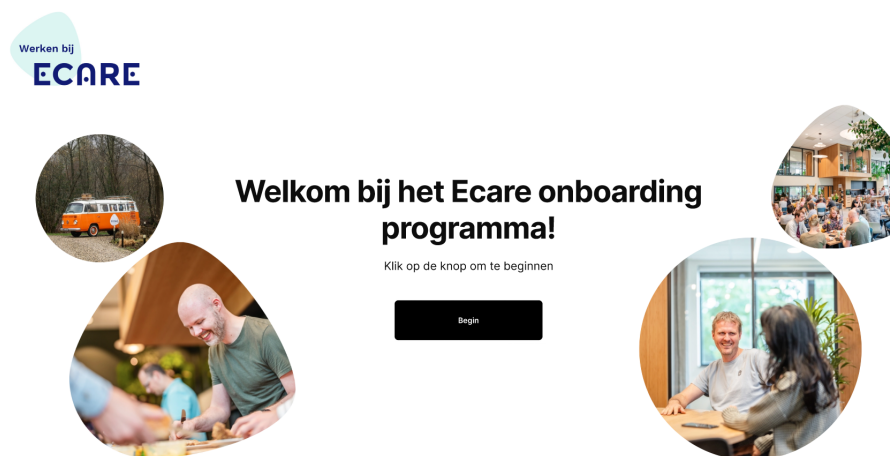 Werken bij
ECARE
Welkom bij het Ecare onboarding
programma!
Klik op de knop om te beginnen
Begin